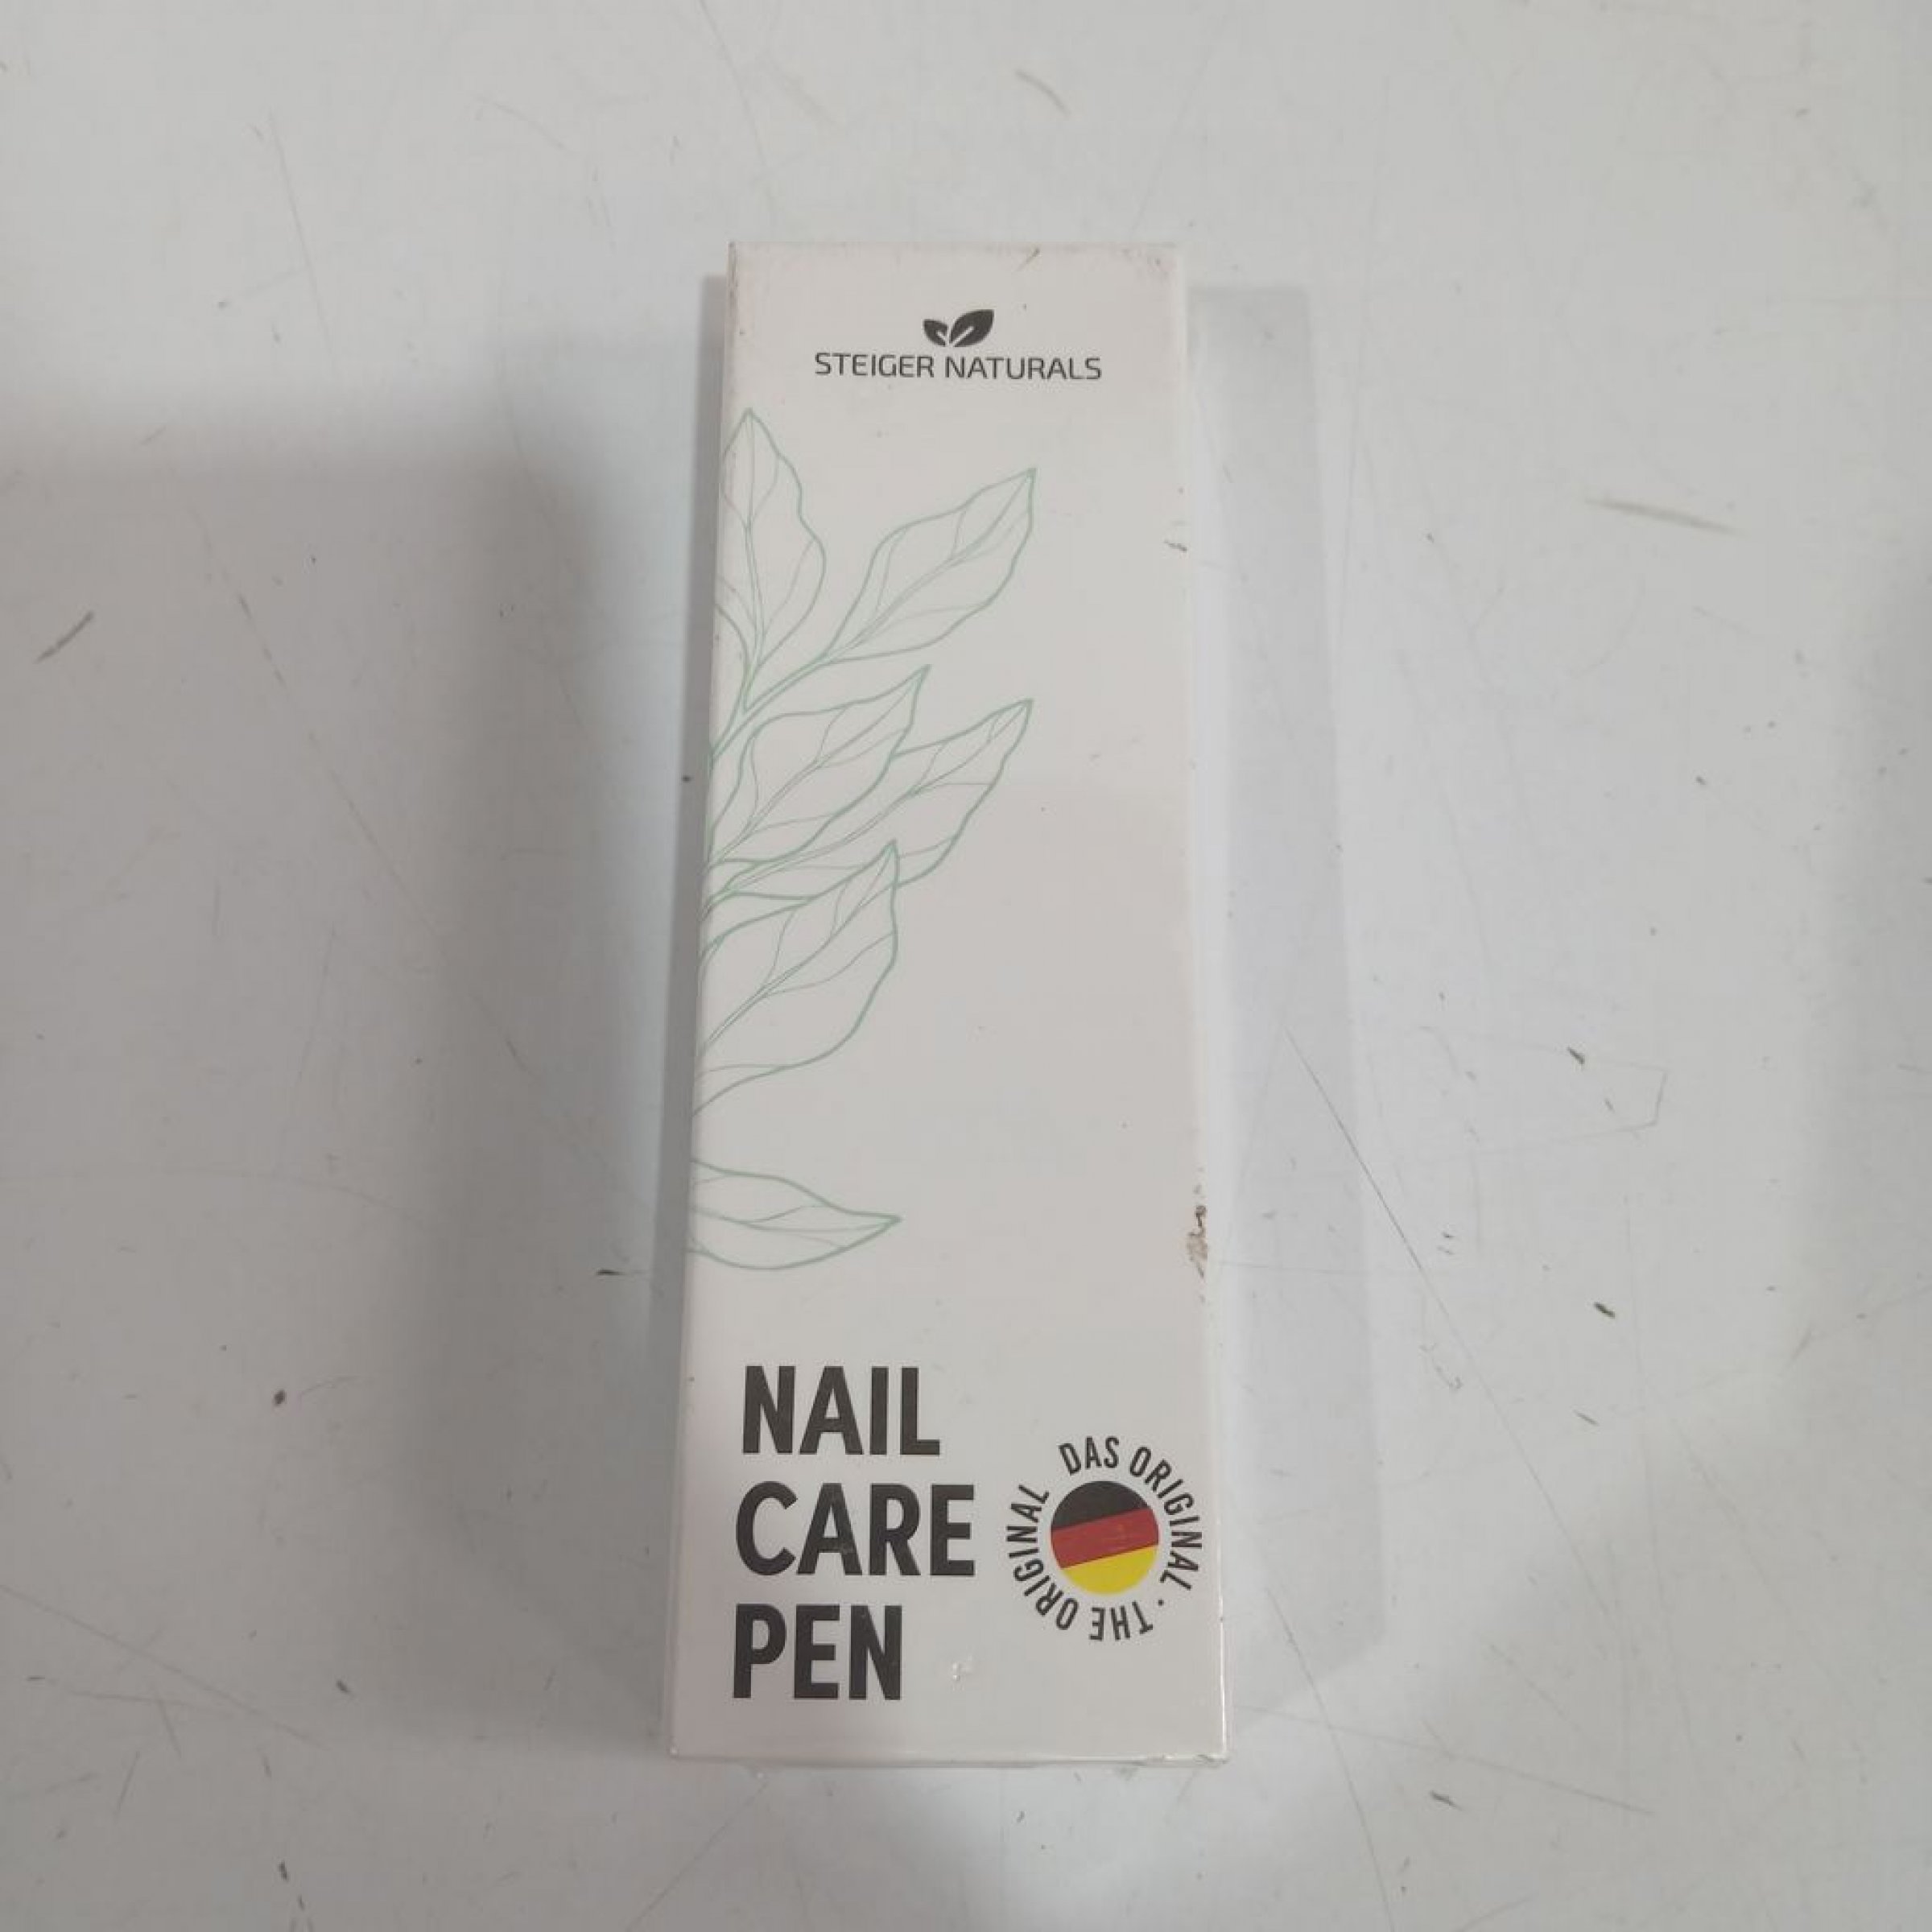 STEIGER NATURALS
NAIL
CARE
PEN
DAS ORIGINAL · THE ORIGINAL